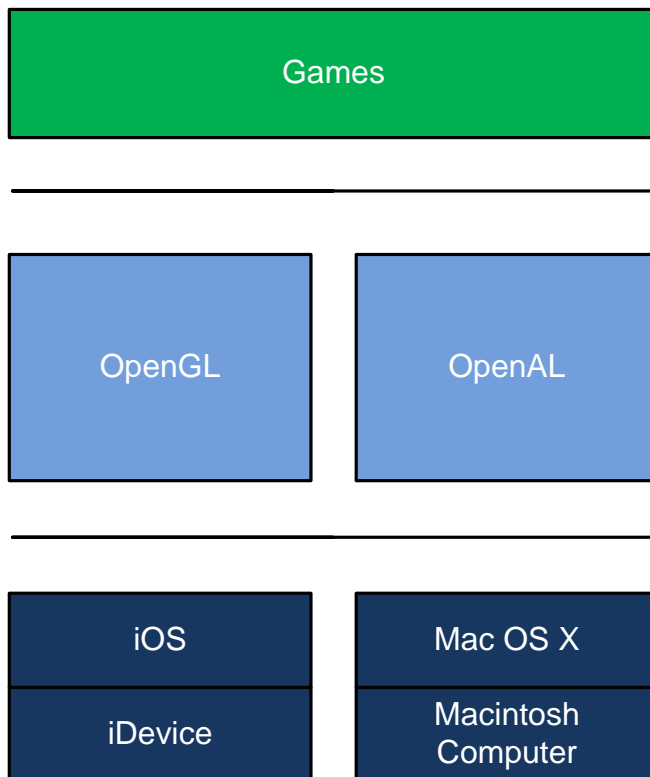 Games
OpenGL
OpenAL
iOS
Mac OS X
iDevice
Macintosh
Computer